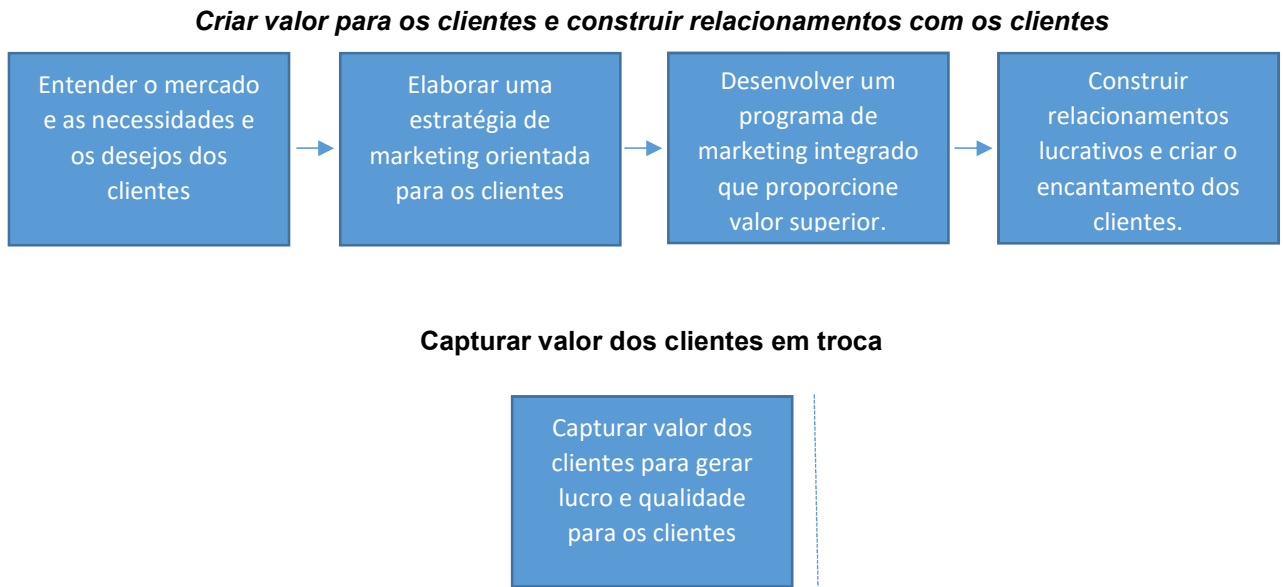 Criar valor para os clientes e construir relacionamentos com os clientes
Entender o mercado
e as necessidades e
os desejos dos
clientes
Elaborar uma
estratégia de
marketing orientada
para os clientes
Desenvolver um
programa de
marketing integrado
que proporcione
valor superior.
Construir
relacionamentos
lucrativos e criar o
encantamento dos
clientes.
Capturar valor dos clientes em troca
Capturar valor dos
clientes para gerar
lucro e qualidade
para os clientes